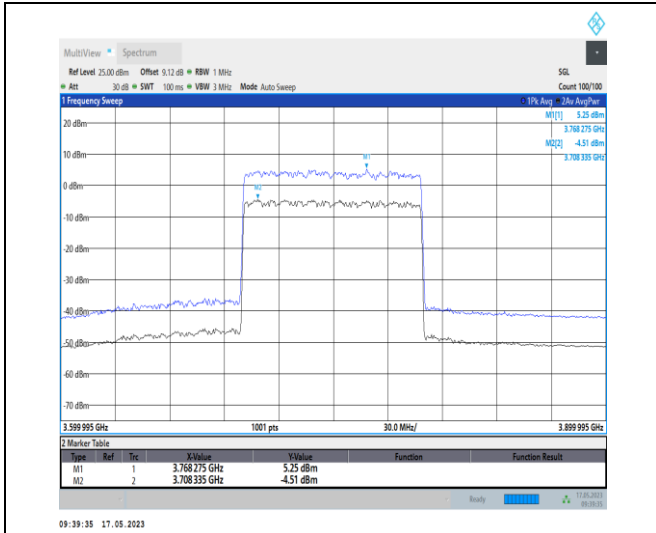 MultiView Spectrum
Ref Level 25.00 dBm Offset 9.12 dB RBW 1 MHz SGL
Att 30 dB SWT 100 ms VBW 3 MHz Mode Auto Sweep Count 100/100
1 Frequency Sweep 1Pk Avg 2Av AvgPwr
M1[1] 5.25 dBm
3.768 275 GHz
M2[2] -4.51 dBm
3.708 335 GHz
20 dBm
10 dBm
M1
0 dBm
M2
-10 dBm
-20 dBm
-30 dBm
-40 dBm
-50 dBm
-60 dBm
-70 dBm
3.599 995 GHz 1001 pts 30.0 MHz/ 3.899 995 GHz
2 Marker Table
Type Ref Trc X-Value Y-Value Function Function Result
M1 1 3.768 275 GHz 5.25 dBm
M2 2 3.708 335 GHz -4.51 dBm
Ready 17.05.2023
09:39:35
09:39:35 17.05.2023